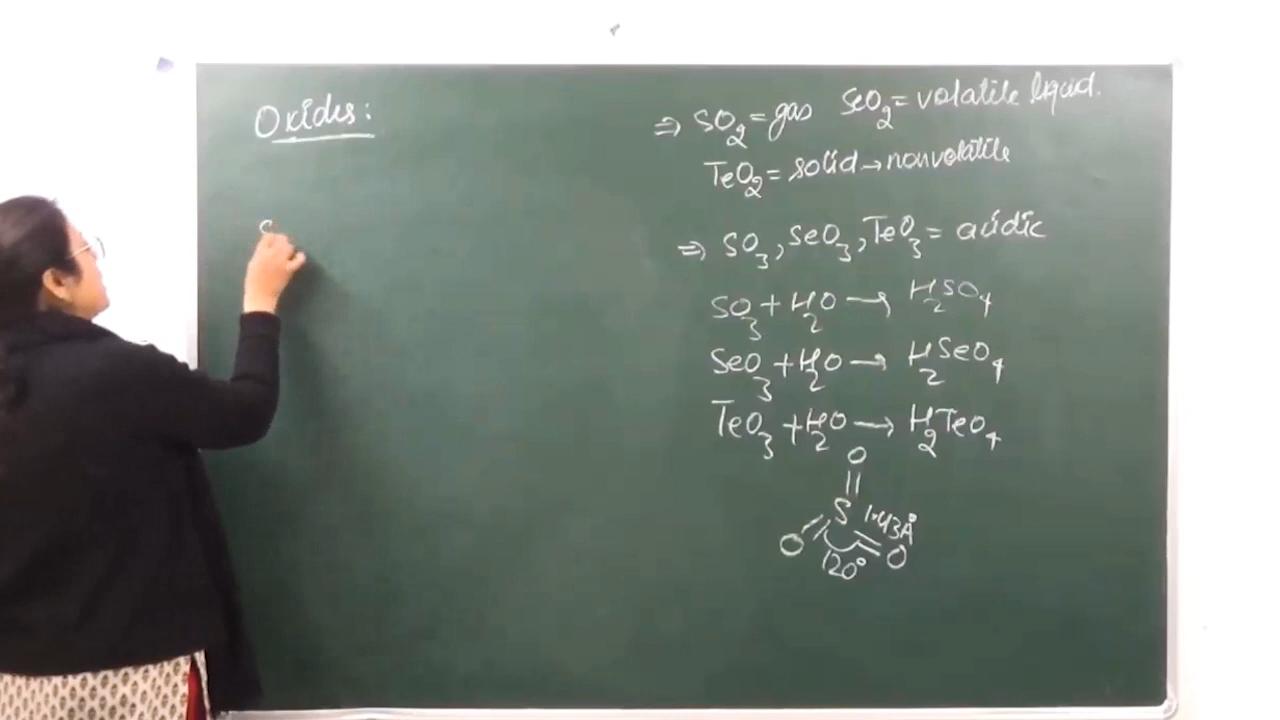 Oxides:
S
⇒ SO₂ = gas SeO₂ = volatile liquid.
TeO₂ = solid → nonvolatile
⇒ SO₃, SeO₃, TeO₃ = acidic
SO₃ + H₂O → H₂SO₄
SeO₃ + H₂O → H₂SeO₄
TeO₃ + H₂O → H₂TeO₄
O
S 1.43A°
O 120° O